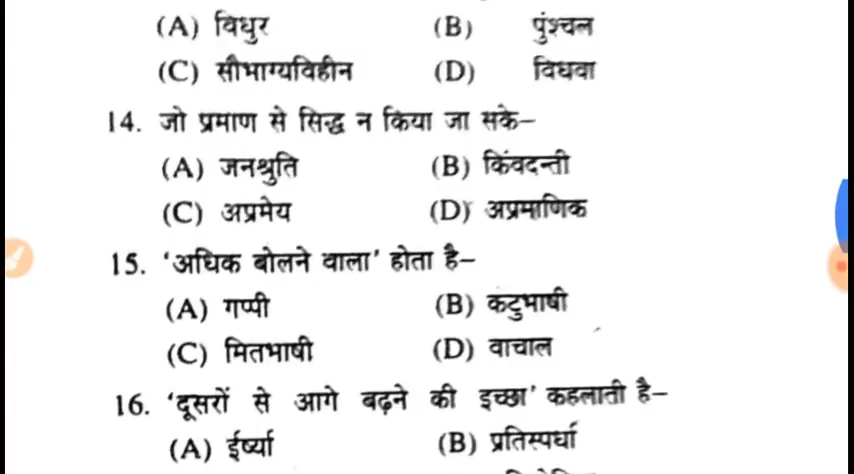 (A) विधुर (B) पुंश्चल
(C) सौभाग्यविहीन (D) विधवा
14. जो प्रमाण से सिद्ध न किया जा सके–
(A) जनश्रुति (B) किंवदन्ती
(C) अप्रमेय (D) अप्रमाणिक
15. ‘अधिक बोलने वाला’ होता है–
(A) गप्पी (B) कटुभाषी
(C) मितभाषी (D) वाचाल
16. ‘दूसरों से आगे बढ़ने की इच्छा’ कहलाती है–
(A) ईर्ष्या (B) प्रतिस्पर्धा